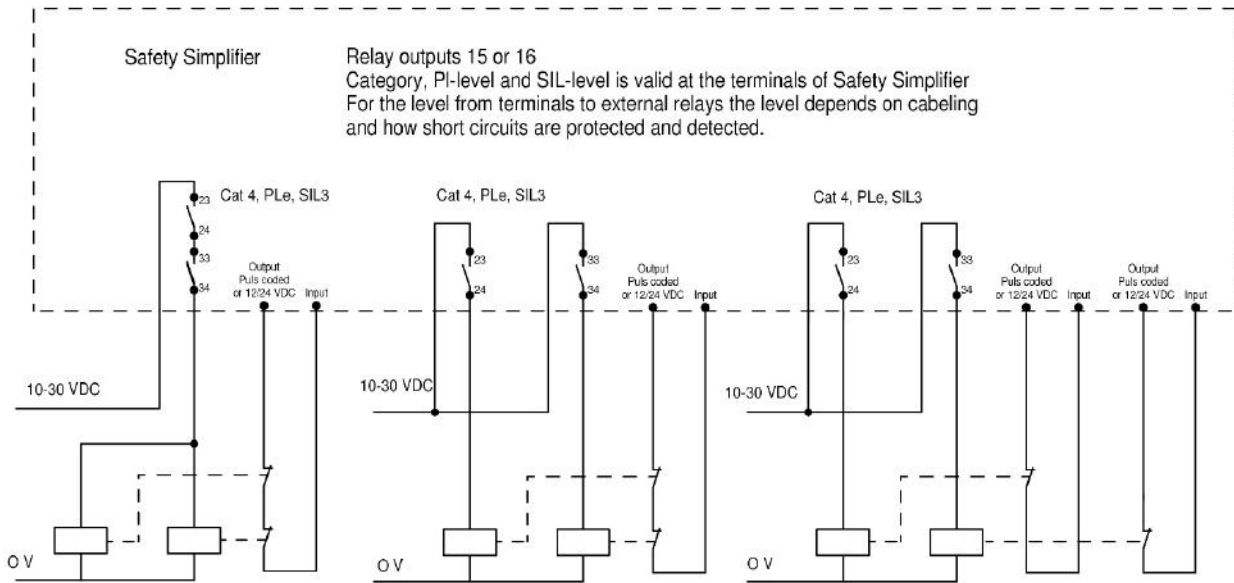 Safety Simplifier
Relay outputs 15 or 16
Category, Pl-level and SIL-level is valid at the terminals of Safety Simplifier
For the level from terminals to external relays the level depends on cabeling
and how short circuits are protected and detected.
23
Cat 4, PLe, SIL3
24
33
34
Output
Puls coded
or 12/24 VDC
Input
10-30 VDC
O V
Cat 4, PLe, SIL3
23
24
33
34
Output
Puls coded
or 12/24 VDC
Input
10-30 VDC
O V
Cat 4, PLe, SIL3
23
24
33
34
Output
Puls coded
or 12/24 VDC
Input
Output
Puls coded
or 12/24 VDC
Input
10-30 VDC
O V